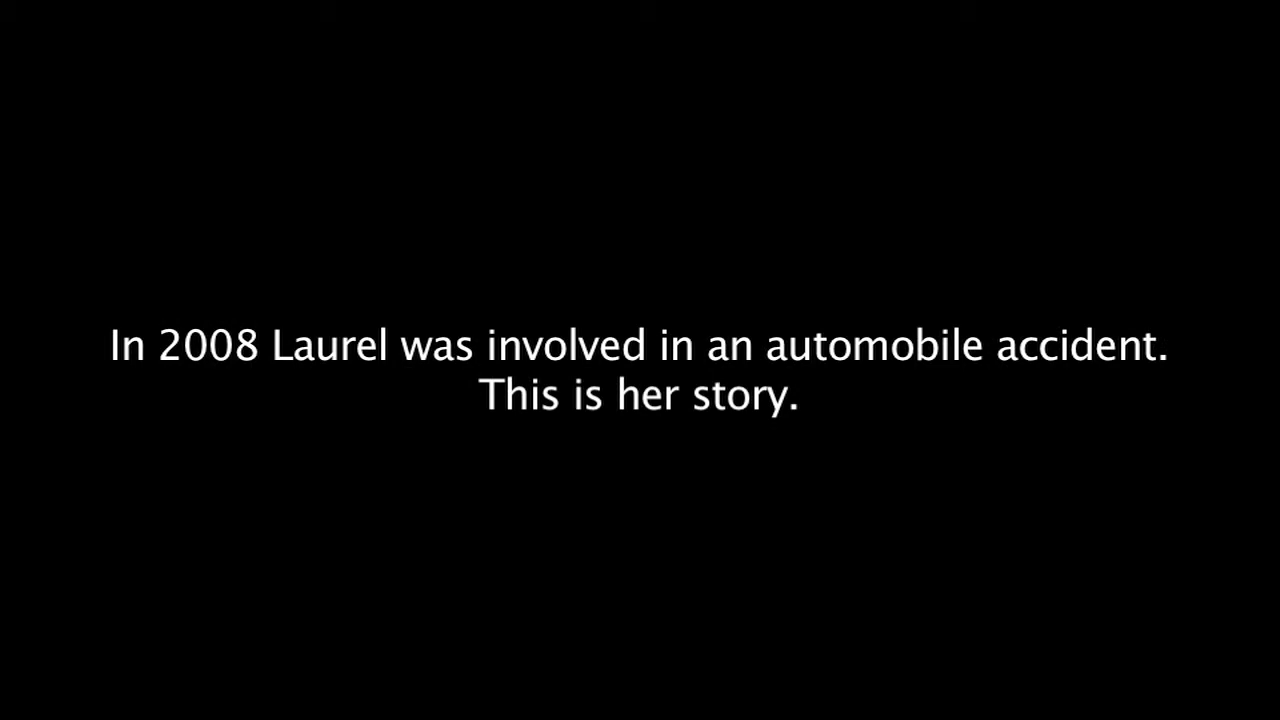 In 2008 Laurel was involved in an automobile accident.
This is her story.